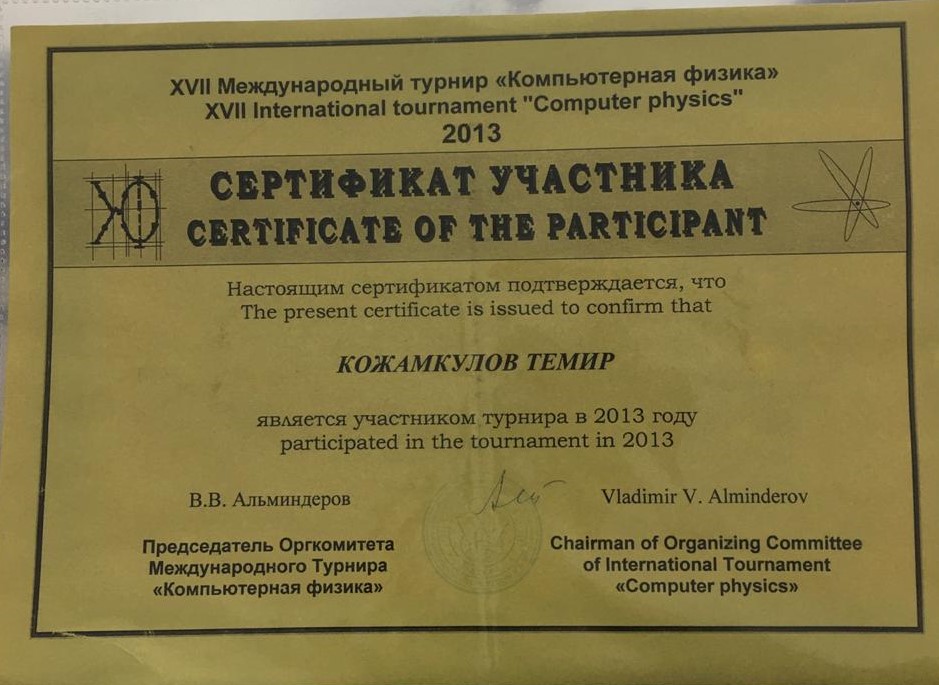 XVII Международный турнир «Компьютерная физика»
XVII International tournament "Computer physics"
2013
СЕРТИФИКАТ УЧАСТНИКА
CERTIFICATE OF THE PARTICIPANT
Настоящим сертификатом подтверждается, что
The present certificate is issued to confirm that
КОЖАМКУЛОВ ТЕМИР
является участником турнира в 2013 году
participated in the tournament in 2013
В.В. Альминдеров
Vladimir V. Alminderov
Председатель Оргкомитета
Международного Турнира
«Компьютерная физика»
Chairman of Organizing Committee
of International Tournament
«Computer physics»